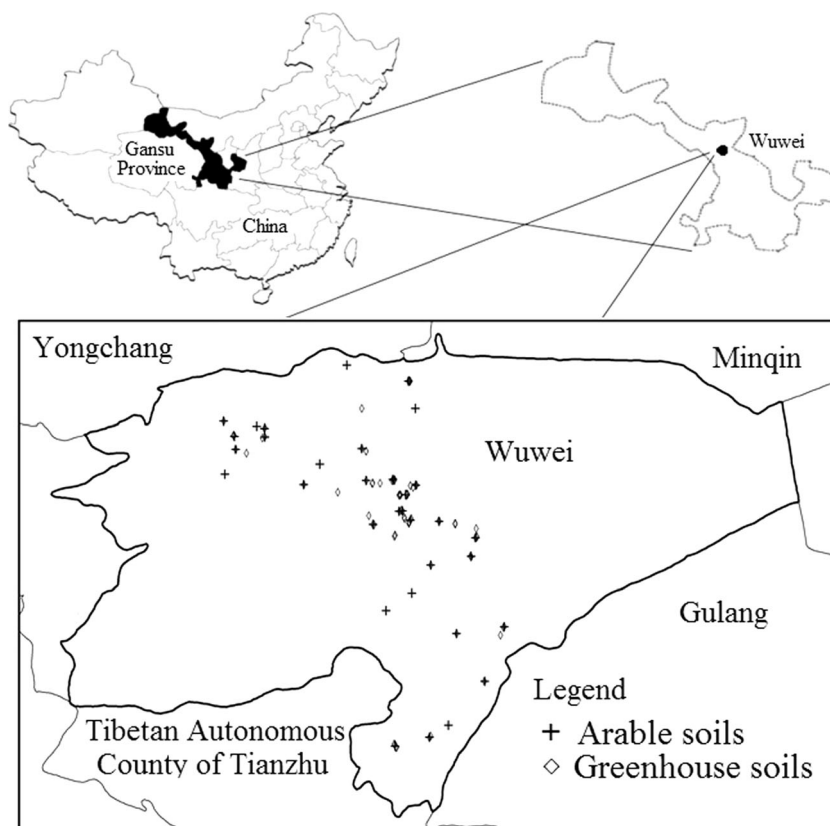 Gansu
Province
China
Wuwei
Yongchang
Minqin
Wuwei
Gulang
Legend
+ Arable soils
◇ Greenhouse soils
Tibetan Autonomous
County of Tianzhu